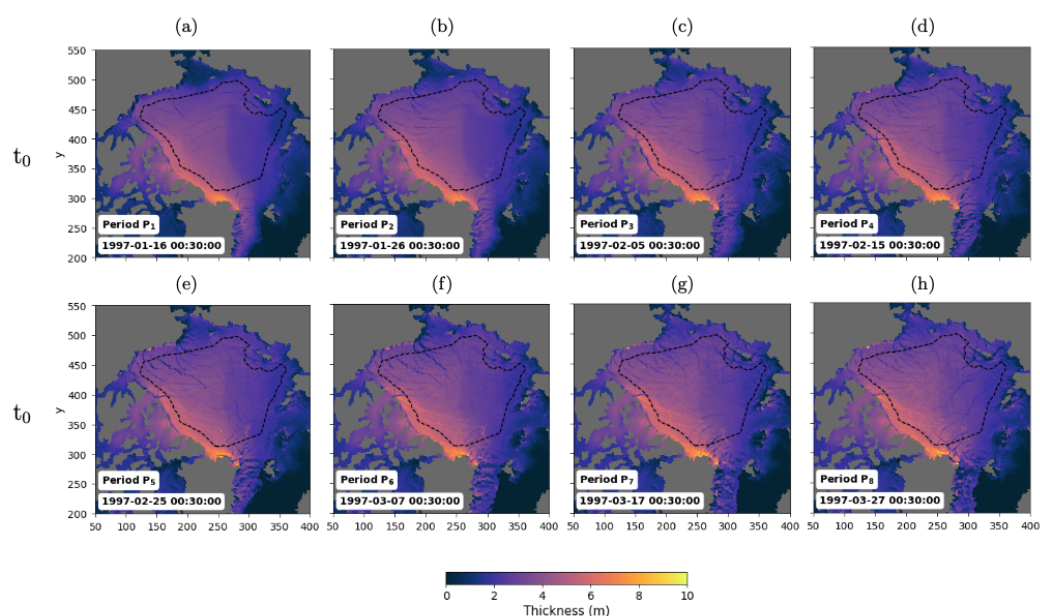 (a) (b) (c) (d)
550
500
450
400
350
300
250
200
y
t₀
Period P₁
1997-01-16 00:30:00
Period P₂
1997-01-26 00:30:00
Period P₃
1997-02-05 00:30:00
Period P₄
1997-02-15 00:30:00
(e) (f) (g) (h)
550
500
450
400
350
300
250
200
y
t₀
Period P₅
1997-02-25 00:30:00
Period P₆
1997-03-07 00:30:00
Period P₇
1997-03-17 00:30:00
Period P₈
1997-03-27 00:30:00
50 100 150 200 250 300 350 400
50 100 150 200 250 300 350 400
50 100 150 200 250 300 350 400
50 100 150 200 250 300 350 400
0 2 4 6 8 10
Thickness (m)